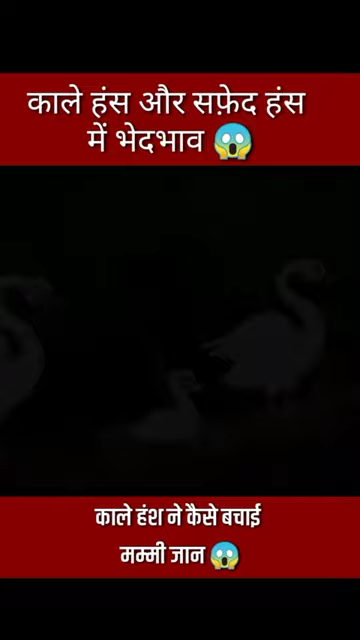 काले हंस और सफ़ेद हंस
में भेदभाव 😱
काले हंश ने कैसे बचाई
मम्मी जान 😱